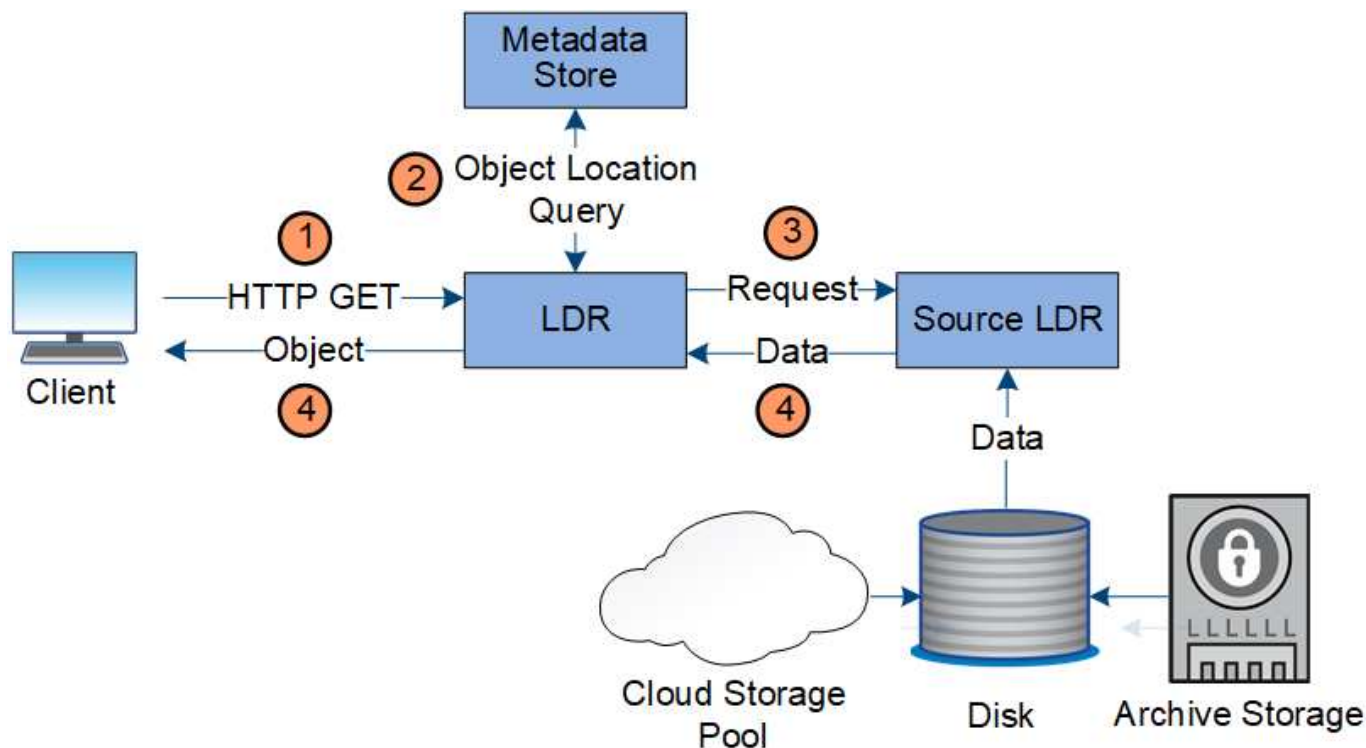 Metadata
Store
2
Object Location
Query
1
3
HTTP GET
LDR
Request
Source LDR
Object
Data
Client
4
4
Data
LLLLLL
Cloud Storage
Pool
Disk
Archive Storage